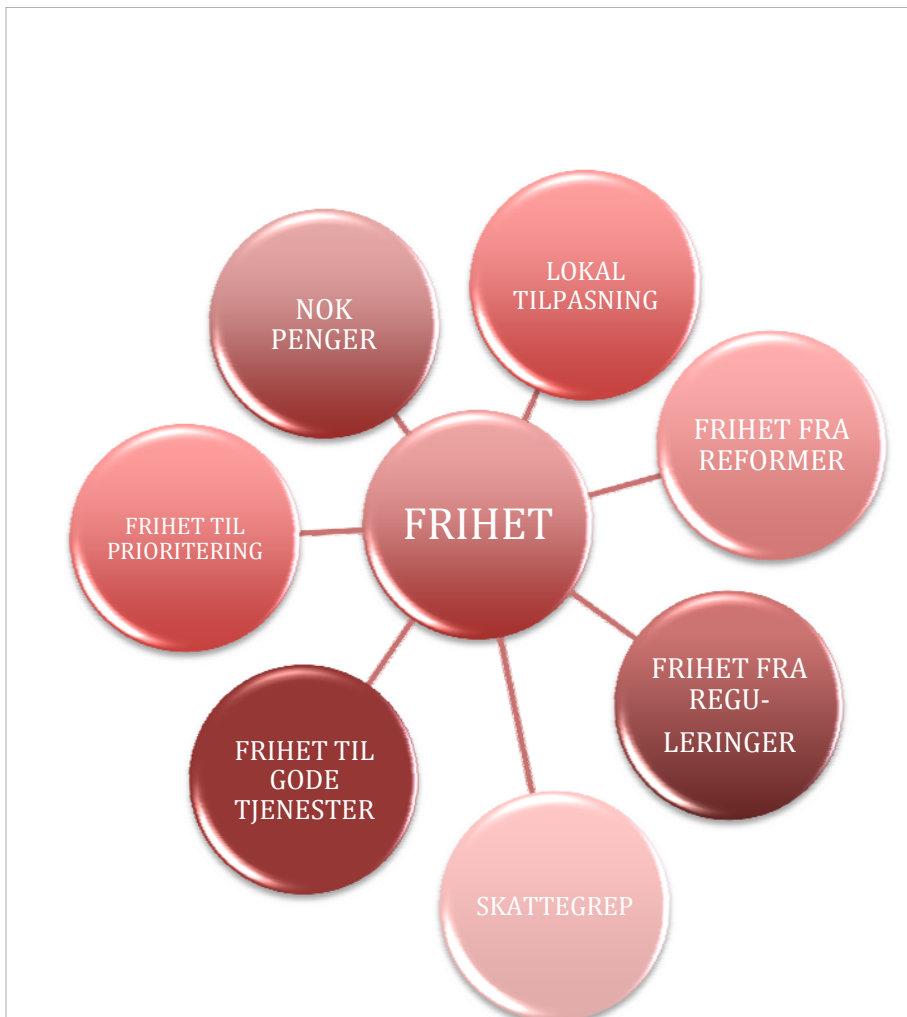 LOKAL
TILPASNING
NOK
PENGER
FRIHET FRA
REFORMER
FRIHET
FRIHET TIL
PRIORITERING
FRIHET FRA
REGU-
LERINGER
FRIHET TIL
GODE
TJENESTER
SKATTEGREP